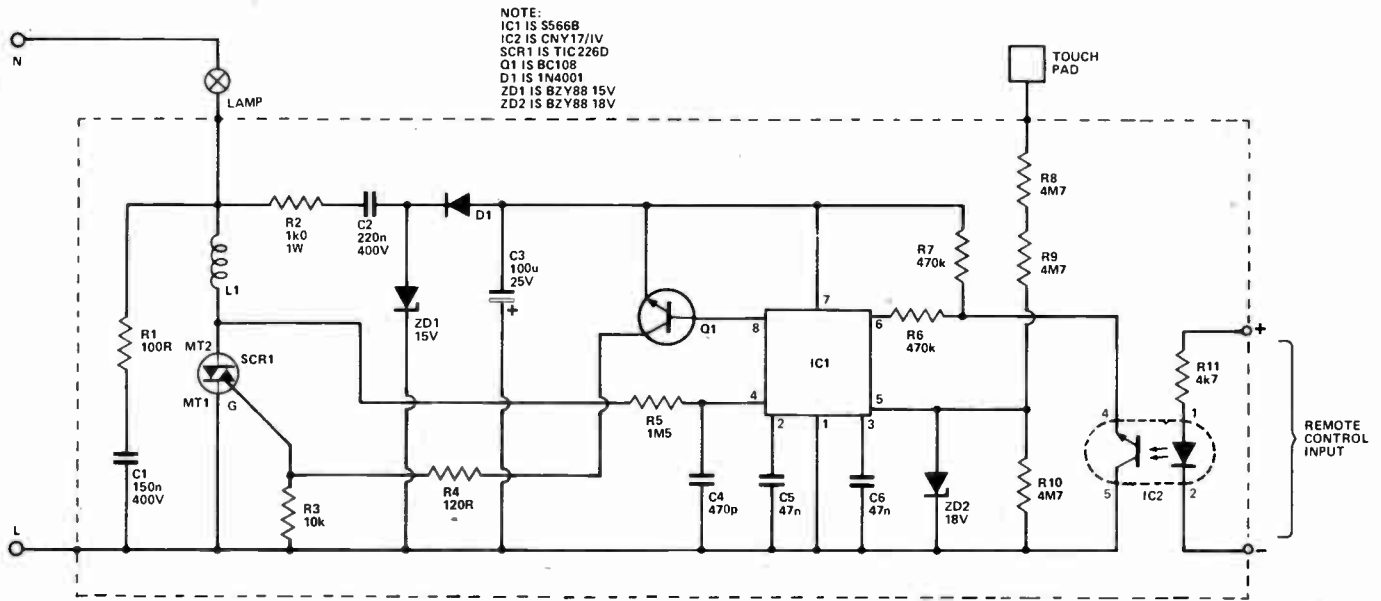 NOTE:
IC1 IS S566B
IC2 IS CNY17/IV
SCR1 IS TIC226D
Q1 IS BC108
D1 IS 1N4001
ZD1 IS BZY88 15V
ZD2 IS BZY88 18V
N
LAMP
TOUCH
PAD
R8
4M7
R2
1k0
1W
C2
220n
400V
D1
C3
100u
25V
+
R7
470k
R9
4M7
L1
ZD1
15V
R1
100R
MT2
SCR1
MT1
G
Q1
8
7
6
R6
470k
IC1
R5
1M5
4
5
2
1
3
+
R11
4k7
4
1
REMOTE
CONTROL
INPUT
C1
150n
400V
R3
10k
R4
120R
C4
470p
C5
47n
C6
47n
ZD2
18V
R10
4M7
5
IC2
2
L
-